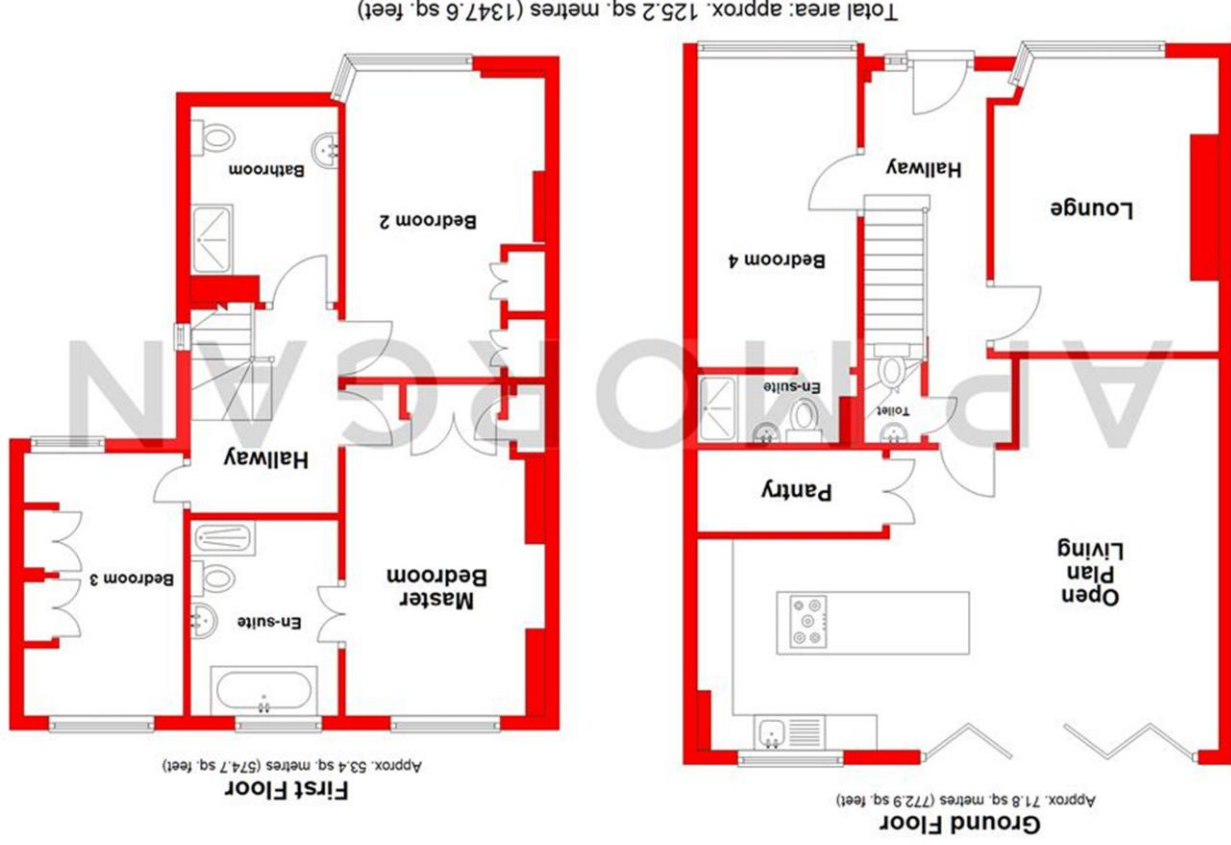 Ground Floor
Approx. 71.8 sq. metres (772.9 sq. feet)
Open
Plan
Living
Pantry
Toilet
En-suite
Lounge
Bedroom 4
Hallway
First Floor
Approx. 53.4 sq. metres (574.7 sq. feet)
Master
Bedroom
En-suite
Bedroom 3
Hallway
Bedroom 2
Bathroom
Total area: approx. 125.2 sq. metres (1347.6 sq. feet)
AP MORGAN